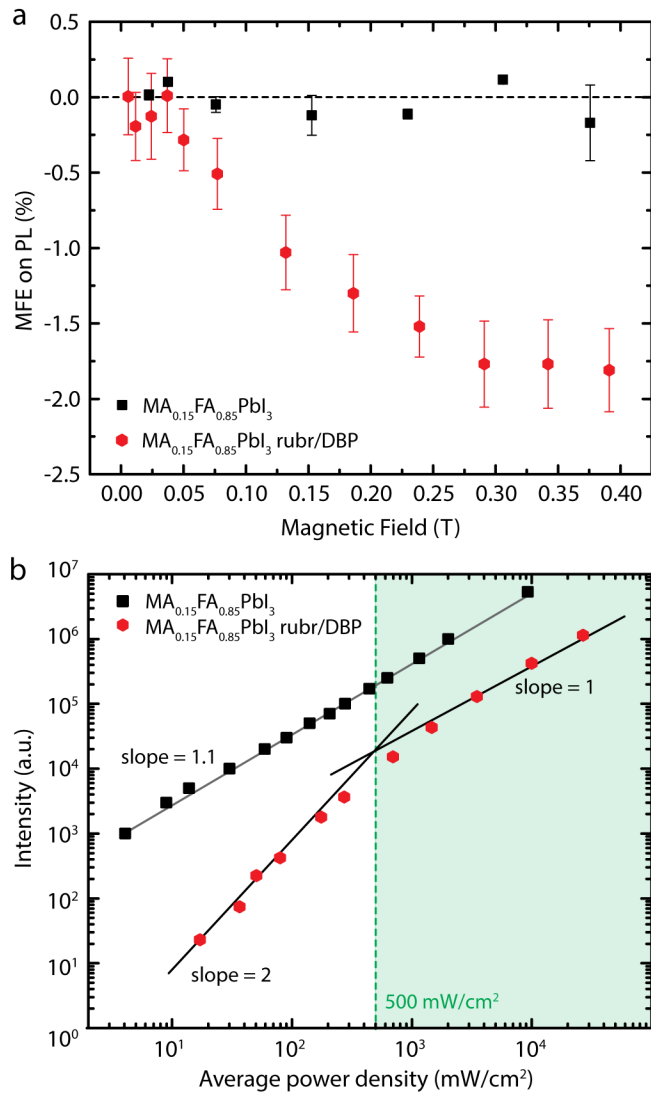 a
0.5
0.0
-0.5
-1.0
-1.5
-2.0
-2.5
MFE on PL (%)
MA0.15FA0.85PbI3
MA0.15FA0.85PbI3 rubr/DBP
0.00 0.05 0.10 0.15 0.20 0.25 0.30 0.35 0.40
Magnetic Field (T)
b
10^7
10^6
10^5
10^4
10^3
10^2
10^1
10^0
Intensity (a.u.)
MA0.15FA0.85PbI3
MA0.15FA0.85PbI3 rubr/DBP
slope = 1
slope = 1.1
slope = 2
500 mW/cm^2
10^1 10^2 10^3 10^4
Average power density (mW/cm^2)